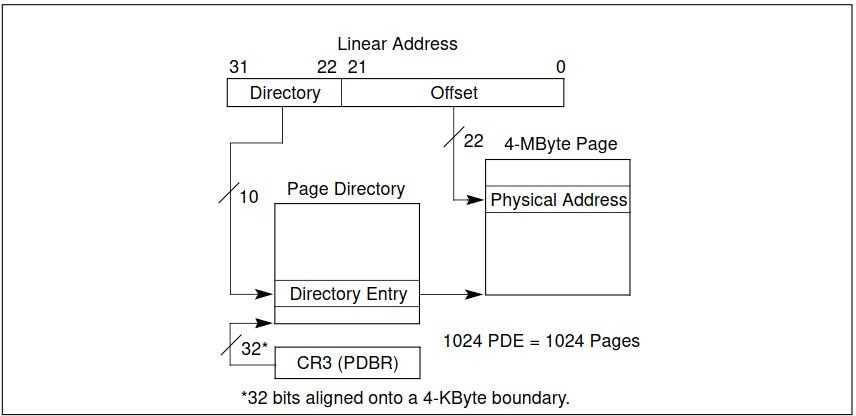 Linear Address
31 22 21 0
Directory Offset
22
4-MByte Page
10
Page Directory
Physical Address
Directory Entry
32*
CR3 (PDBR)
1024 PDE = 1024 Pages
*32 bits aligned onto a 4-KByte boundary.